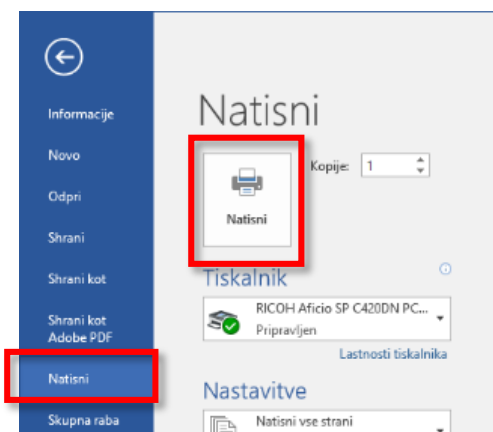 Informacije
Novo
Odpri
Shrani
Shrani kot
Shrani kot
Adobe PDF
Natisni
Skupna raba
Natisni
Natisni
Kopije: 1
Tiskalnik
RICOH Aficio SP C420DN PC...
Pripravljen
Lastnosti tiskalnika
Nastavitve
Natisni vse strani